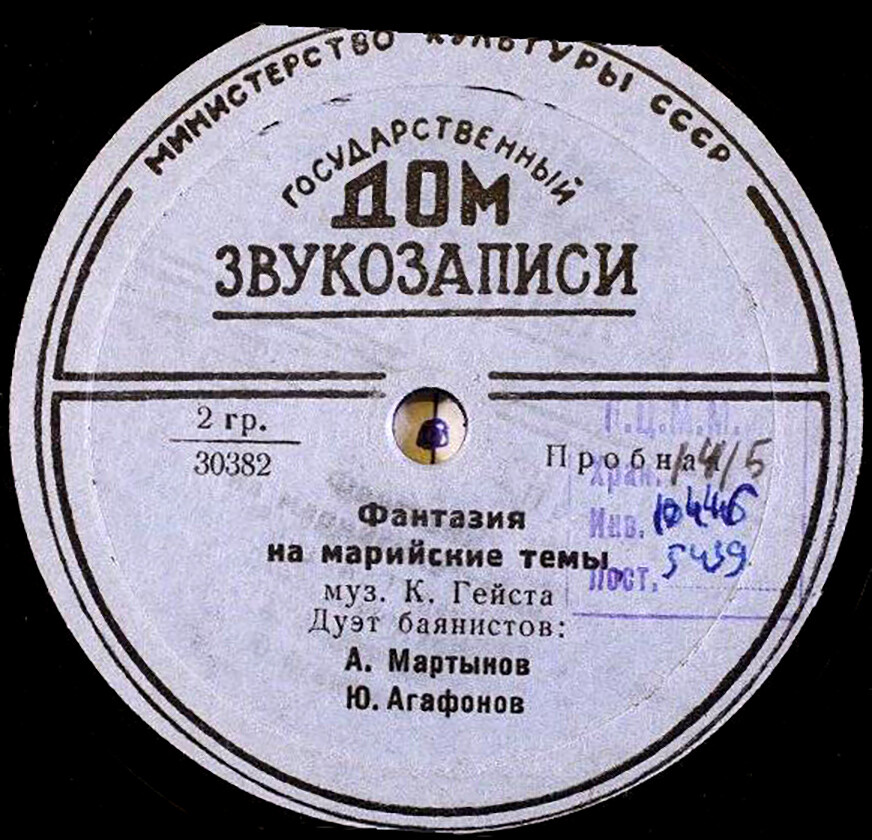 МИНИСТЕРСТВО КУЛЬТУРЫ СССР
ГОСУДАРСТВЕННЫЙ
ДОМ
ЗВУКОЗАПИСИ
2 гр.
30382
Пробная
14/5
Г.Ц.М.М.
Хран.
Инв. 10446
Пост. 5439
Фантазия
на марийские темы
муз. К. Гейста
Дуэт баянистов:
А. Мартынов
Ю. Агафонов